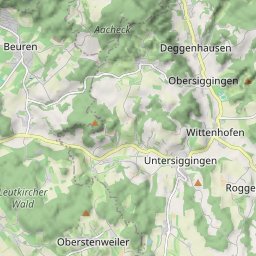 Aacheck
Beuren
Deggenhausen
Obersiggingen
Wittenhofen
Untersiggingen
Leutkircher
Wald
Rogge
Oberstenweiler